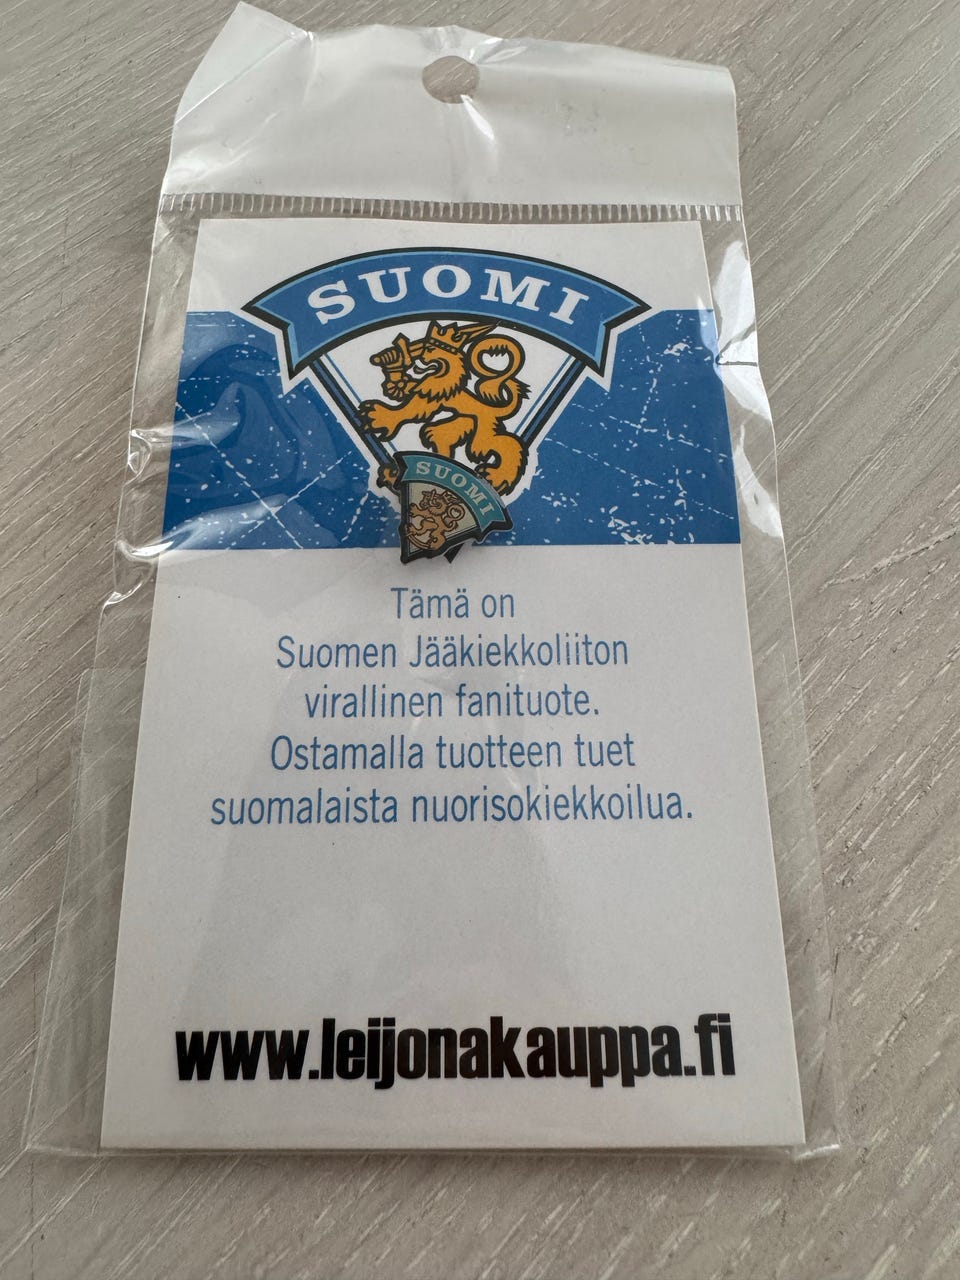 SUOMI
SUOMI
Tämä on
Suomen Jääkiekkoliiton
virallinen fanituote.
Ostamalla tuotteen tuet
suomalaista nuorisokiekkoilua.
www.leijonakauppa.fi